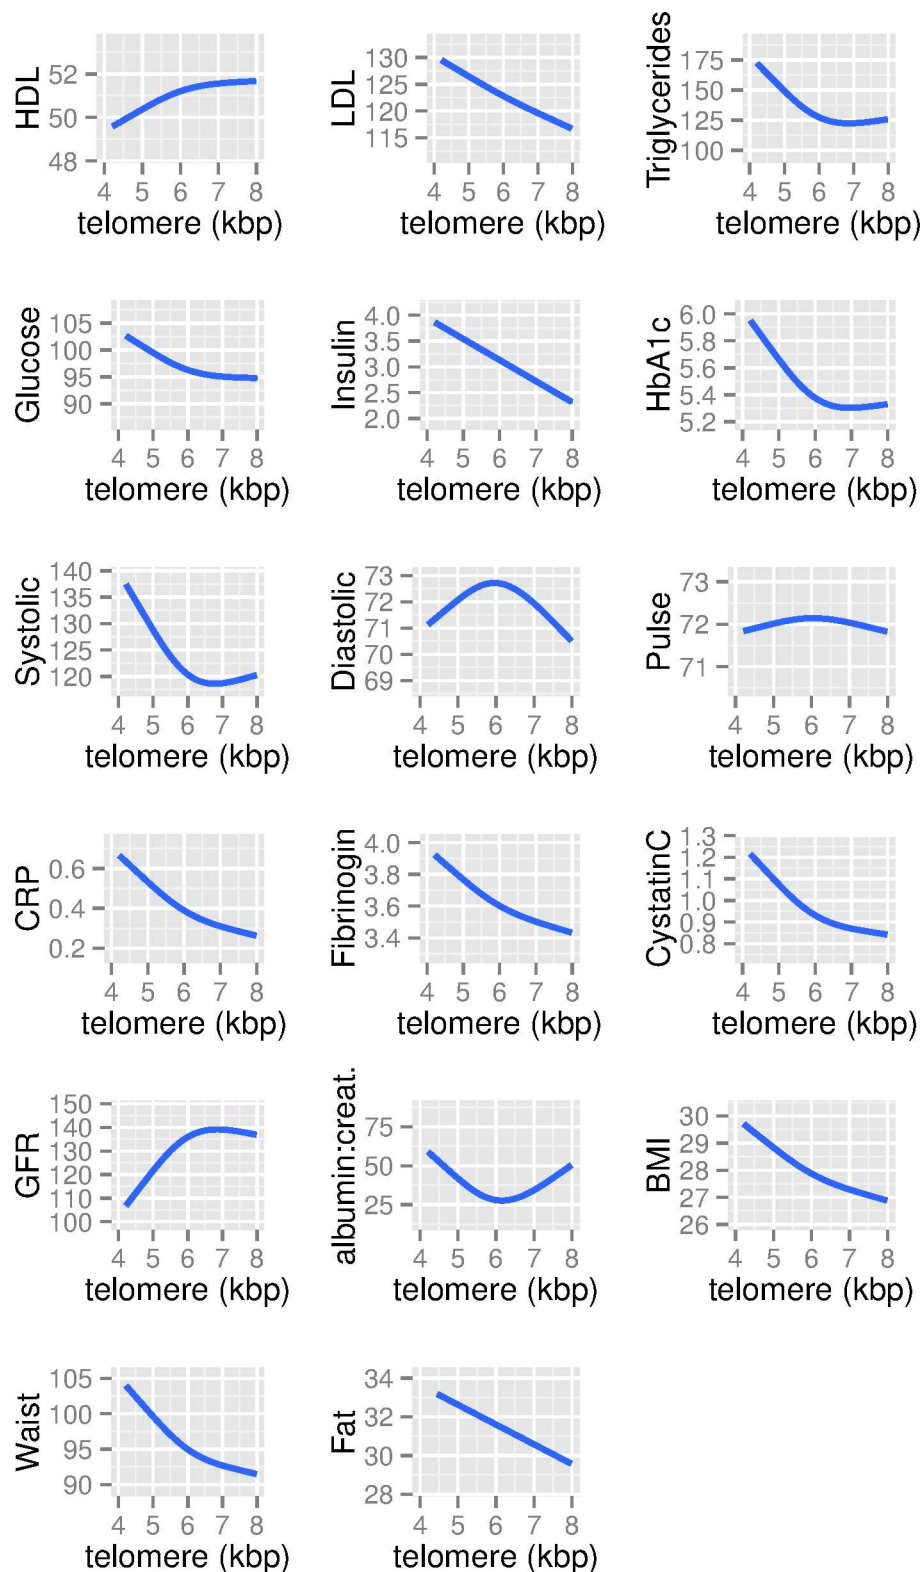 HDL
52
50
48
4 5 6 7 8
telomere (kbp)
LDL
130
125
120
115
4 5 6 7 8
telomere (kbp)
Triglycerides
175
150
125
100
4 5 6 7 8
telomere (kbp)
Glucose
105
100
95
90
4 5 6 7 8
telomere (kbp)
Insulin
4.0
3.5
3.0
2.5
2.0
4 5 6 7 8
telomere (kbp)
HbA1c
6.0
5.8
5.6
5.4
5.2
4 5 6 7 8
telomere (kbp)
Systolic
140
135
130
125
120
4 5 6 7 8
telomere (kbp)
Diastolic
73
72
71
70
69
4 5 6 7 8
telomere (kbp)
Pulse
73
72
71
4 5 6 7 8
telomere (kbp)
CRP
0.6
0.4
0.2
4 5 6 7 8
telomere (kbp)
Fibrinogin
4.0
3.8
3.6
3.4
4 5 6 7 8
telomere (kbp)
CystatinC
1.3
1.2
1.1
1.0
0.9
0.8
4 5 6 7 8
telomere (kbp)
GFR
150
140
130
120
110
100
4 5 6 7 8
telomere (kbp)
albumin:creat.
75
50
25
4 5 6 7 8
telomere (kbp)
BMI
30
29
28
27
26
4 5 6 7 8
telomere (kbp)
Waist
105
100
95
90
4 5 6 7 8
telomere (kbp)
Fat
34
32
30
28
4 5 6 7 8
telomere (kbp)